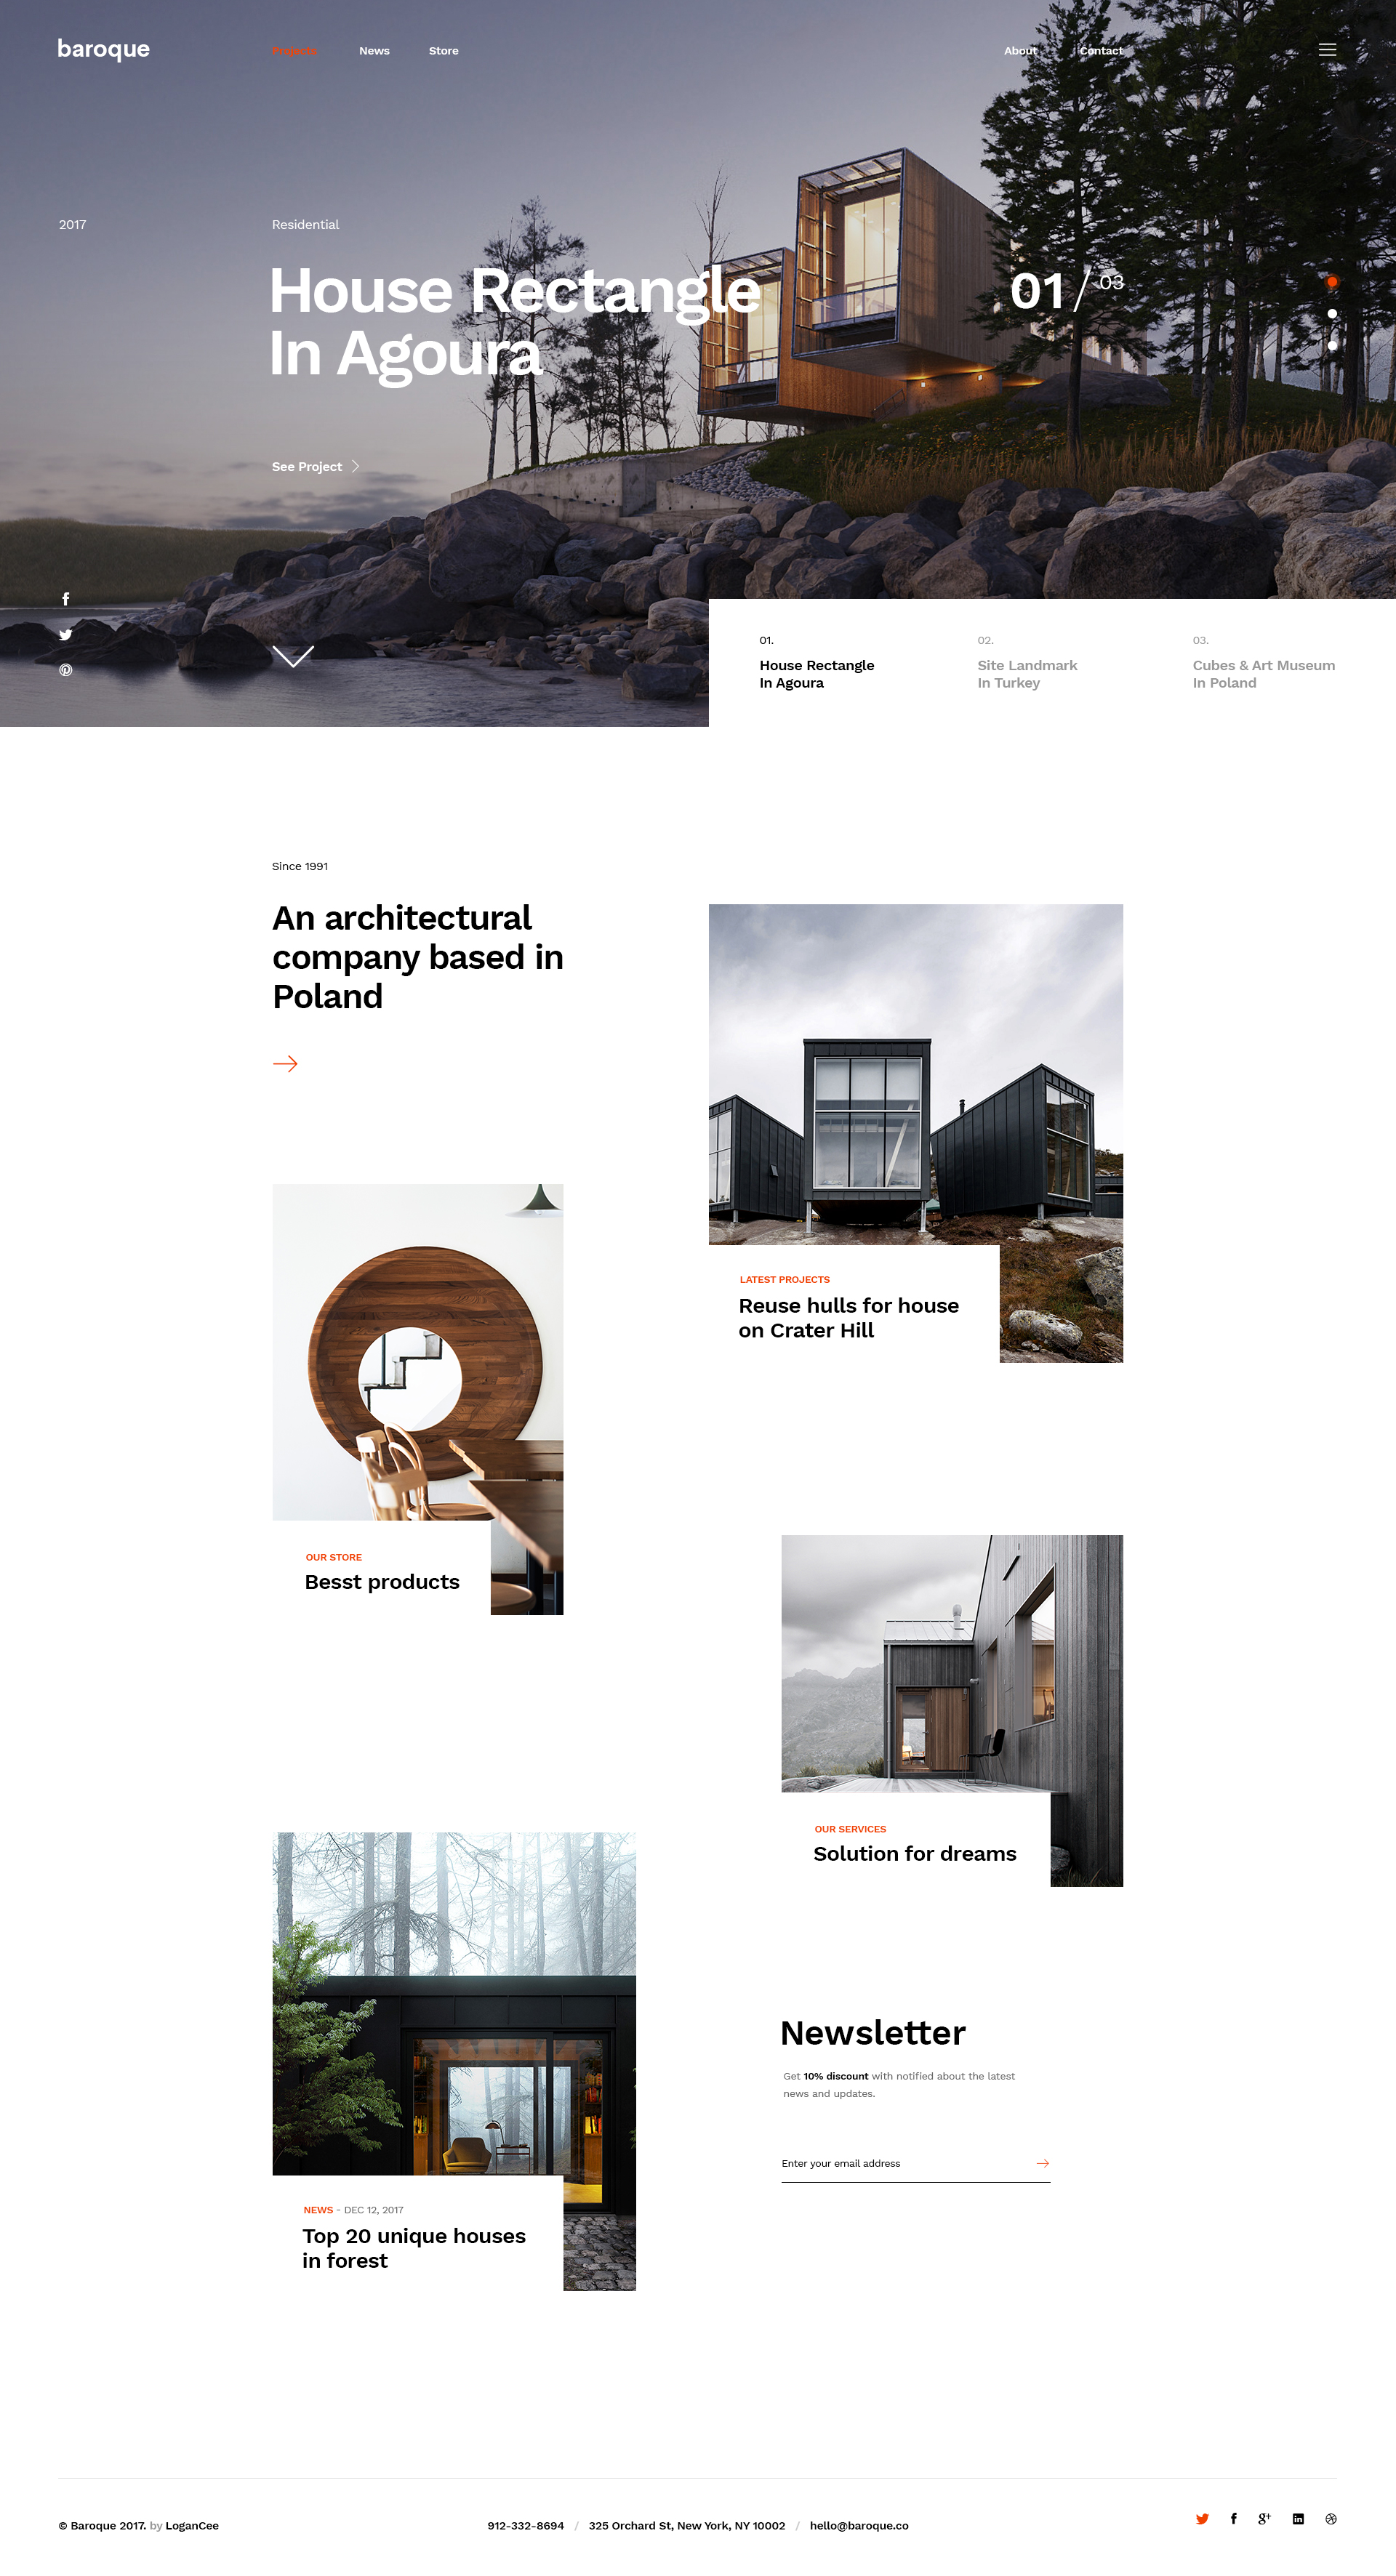 baroque
Projects
News
Store
About
Contact
2017
Residential
House Rectangle
In Agoura
01 / 03
See Project
01.
House Rectangle
In Agoura
02.
Site Landmark
In Turkey
03.
Cubes & Art Museum
In Poland
Since 1991
An architectural
company based in
Poland
LATEST PROJECTS
Reuse hulls for house
on Crater Hill
OUR STORE
Besst products
OUR SERVICES
Solution for dreams
NEWS - DEC 12, 2017
Top 20 unique houses
in forest
Newsletter
Get 10% discount with notified about the latest
news and updates.
Enter your email address
© Baroque 2017. by LoganCee
912-332-8694 / 325 Orchard St, New York, NY 10002 / hello@baroque.co